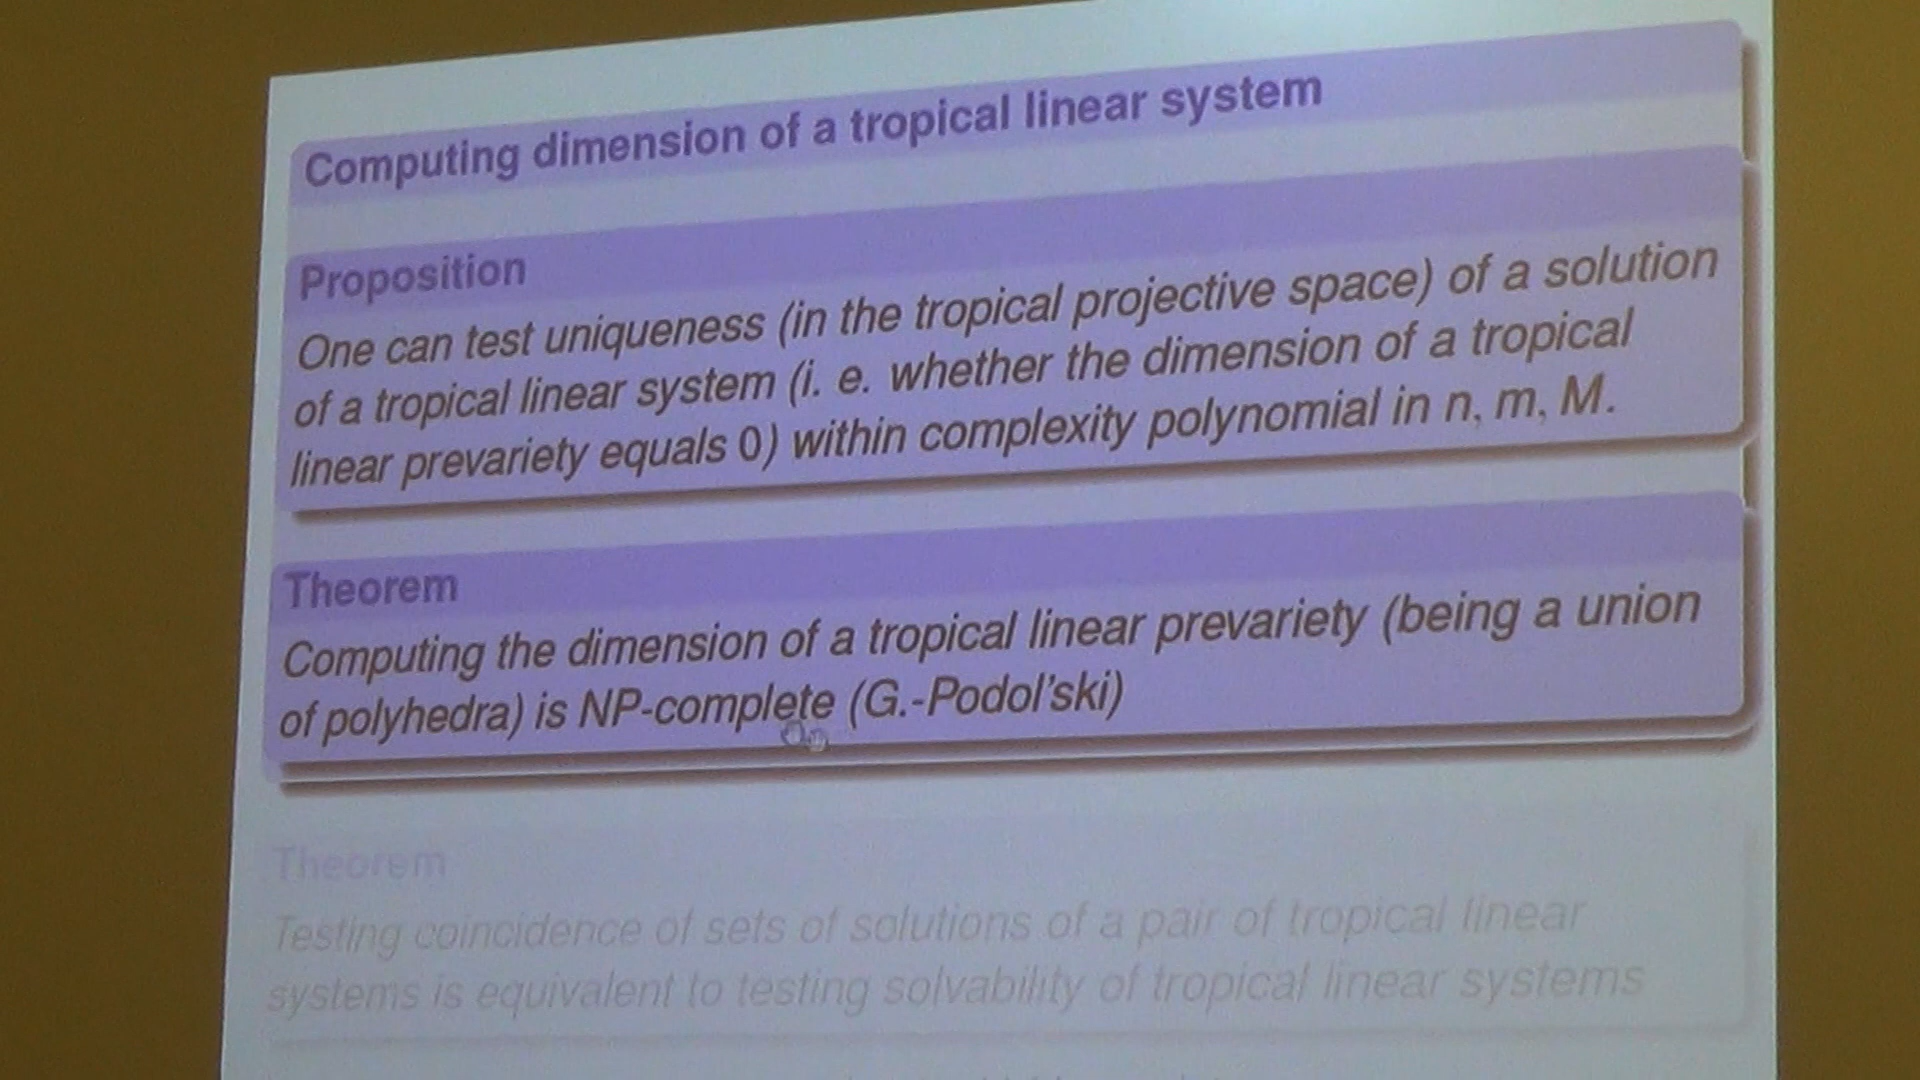 Computing dimension of a tropical linear system
Proposition
One can test uniqueness (in the tropical projective space) of a solution
of a tropical linear system (i. e. whether the dimension of a tropical
linear prevariety equals 0) within complexity polynomial in n, m, M.
Theorem
Computing the dimension of a tropical linear prevariety (being a union
of polyhedra) is NP-complete (G.-Podol'ski)
Theorem
Testing coincidence of sets of solutions of a pair of tropical linear
systems is equivalent to testing solvability of tropical linear systems